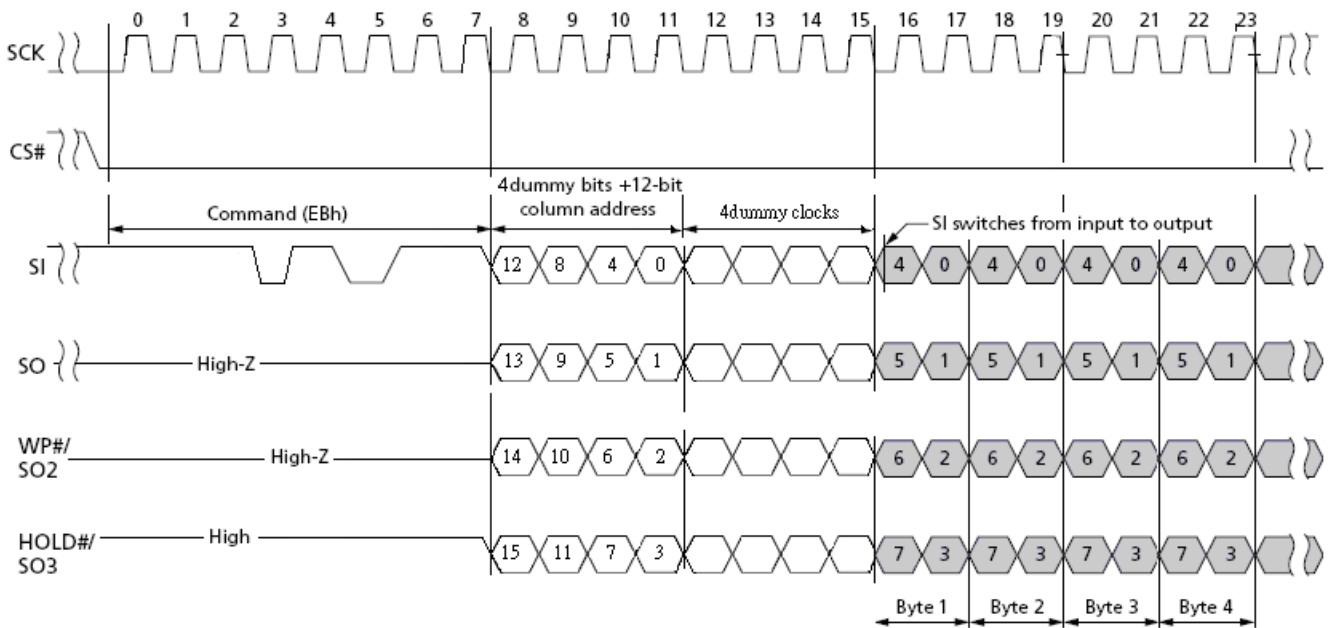 0 1 2 3 4 5 6 7 8 9 10 11 12 13 14 15 16 17 18 19 20 21 22 23
SCK
CS#
4dummy bits +12-bit
column address
Command (EBh)
4dummy clocks
SI switches from input to output
SI
12 8 4 0 4 0 4 0 4 0 4 0
SO
High-Z
13 9 5 1 5 1 5 1 5 1 5 1
WP#/
SO2
High-Z
14 10 6 2 6 2 6 2 6 2 6 2
HOLD#/
SO3
High
15 11 7 3 7 3 7 3 7 3 7 3
Byte 1 Byte 2 Byte 3 Byte 4